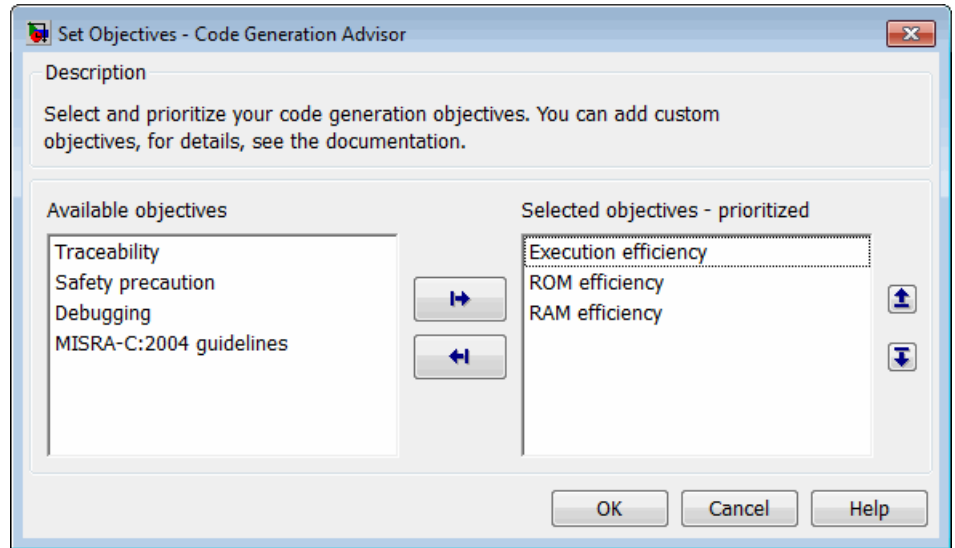 Set Objectives - Code Generation Advisor
Description
Select and prioritize your code generation objectives. You can add custom
objectives, for details, see the documentation.
Available objectives
Traceability
Safety precaution
Debugging
MISRA-C:2004 guidelines
Selected objectives - prioritized
Execution efficiency
ROM efficiency
RAM efficiency
OK
Cancel
Help